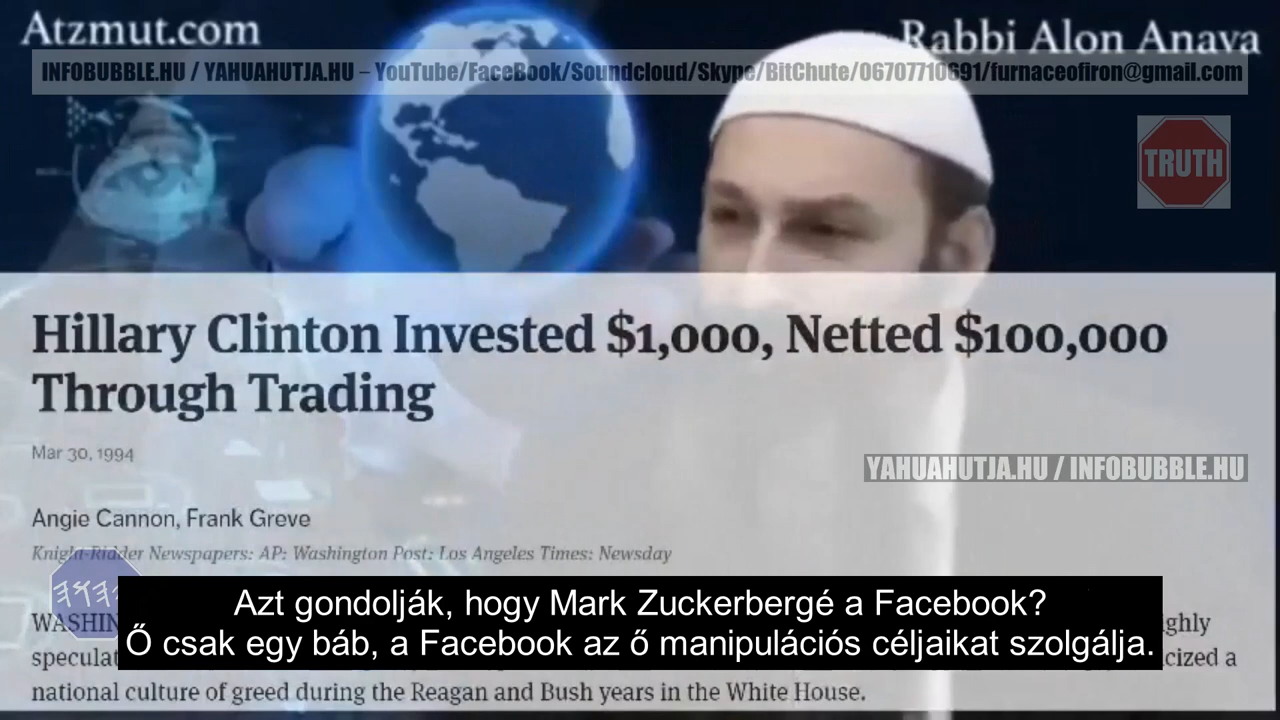 Atzmut.com
Rabbi Alon Anava
INFOBUBBLE.HU / YAHUAHUTJA.HU – YouTube/FaceBook/Soundcloud/Skype/BitChute/06707710691/furnaceofiron@gmail.com
TRUTH
Hillary Clinton Invested $1,000, Netted $100,000
Through Trading
Mar 30, 1994
YAHUAHUTJA.HU / INFOBUBBLE.HU
Angie Cannon, Frank Greve
Knight-Ridder Newspapers: AP: Washington Post: Los Angeles Times: Newsday
𐤉𐤄𐤅𐤄
Azt gondolják, hogy Mark Zuckerbergé a Facebook?
Ő csak egy báb, a Facebook az ő manipulációs céljaikat szolgálja.
national culture of greed during the Reagan and Bush years in the White House.